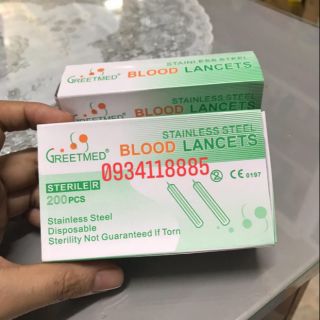 STAINLESS STEEL
GREETMED®
BLOOD LANCETS
STAINLESS STEEL
GREETMED®
BLOOD LANCETS
0934118885
STERILE R
200PCS
CE 0197
Stainless Steel
Disposable
Sterility Not Guaranteed If Torn